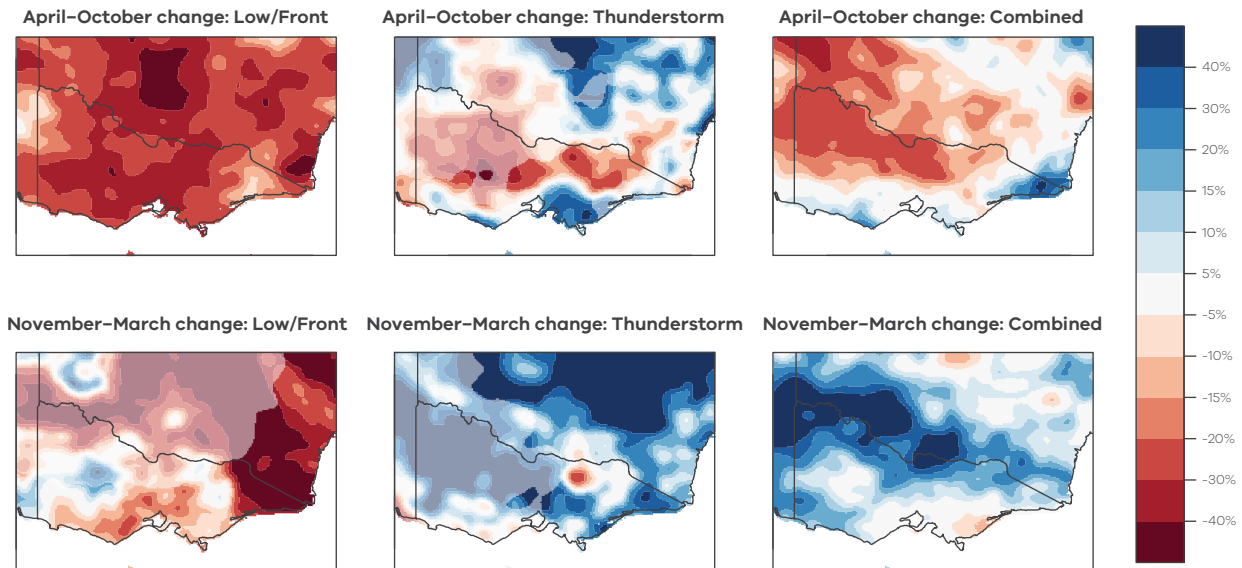 April–October change: Low/Front
April–October change: Thunderstorm
April–October change: Combined
40%
30%
20%
15%
10%
5%
-5%
-10%
-15%
-20%
-30%
-40%
November–March change: Low/Front
November–March change: Thunderstorm
November–March change: Combined